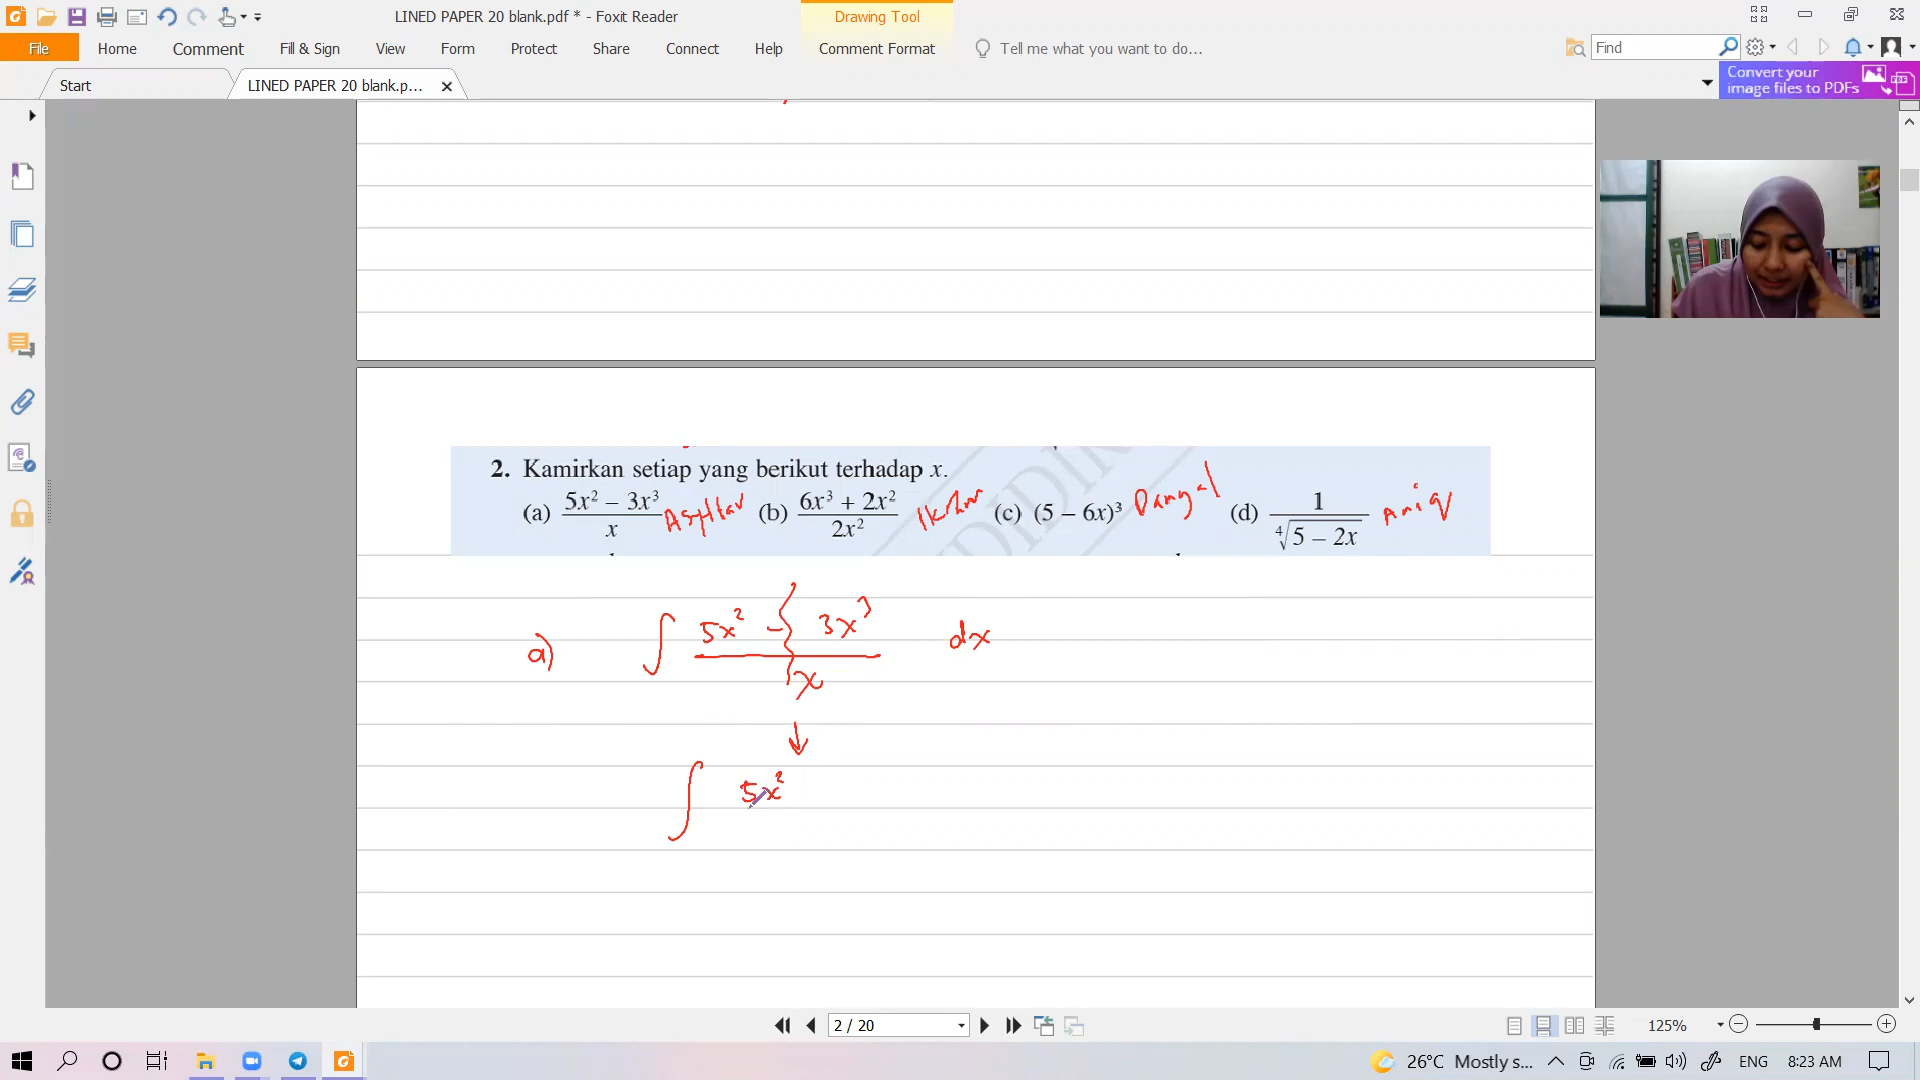 LINED PAPER 20 blank.pdf * - Foxit Reader
Drawing Tool
File Home Comment Fill & Sign View Form Protect Share Connect Help Comment Format Tell me what you want to do... Find
Start LINED PAPER 20 blank.p...
Convert your
image files to PDFs
2. Kamirkan setiap yang berikut terhadap x.
(a) 5x² – 3x³ / x (b) 6x³ + 2x² / 2x² (c) (5 – 6x)³ (d) 1 / ⁴√5 – 2x Aniq
a) ∫ 5x² - 3x³ / x dx
↓
∫ 5x²
2 / 20
125%
26°C Mostly s... ENG 8:23 AM